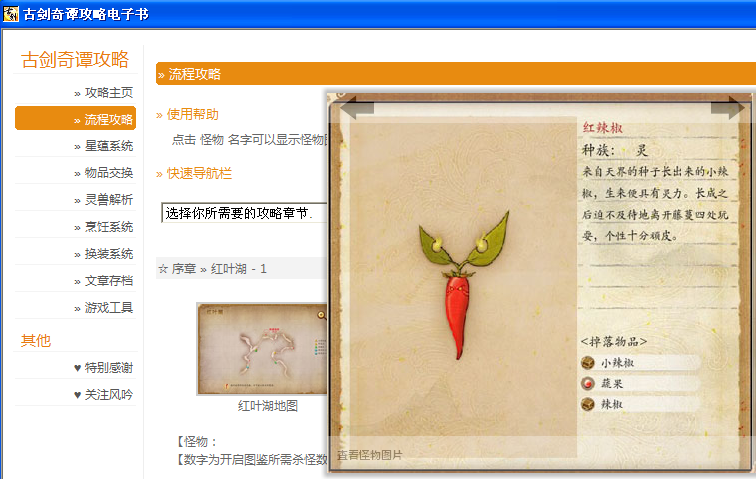 古剑奇谭攻略电子书
古剑奇谭攻略
» 攻略主页
» 流程攻略
» 星蕴系统
» 物品交换
» 灵兽解析
» 烹饪系统
» 换装系统
» 文章存档
» 游戏工具
其他
♥ 特别感谢
♥ 关注风吟
» 流程攻略
» 使用帮助
点击 怪物 名字可以显示怪物
» 快速导航栏
选择你所需要的攻略章节.
☆ 序章 » 红叶湖 - 1
红叶湖地图
【怪物：
【数字为开启图鉴所需杀怪数
红辣椒
种族： 灵
来自天界的种子长出来的小辣
椒，生来便具有灵力。长成之
后迫不及待地离开藤蔓四处玩
耍，个性十分顽皮。
<掉落物品>
小辣椒
蔬果
辣椒
查看怪物图片